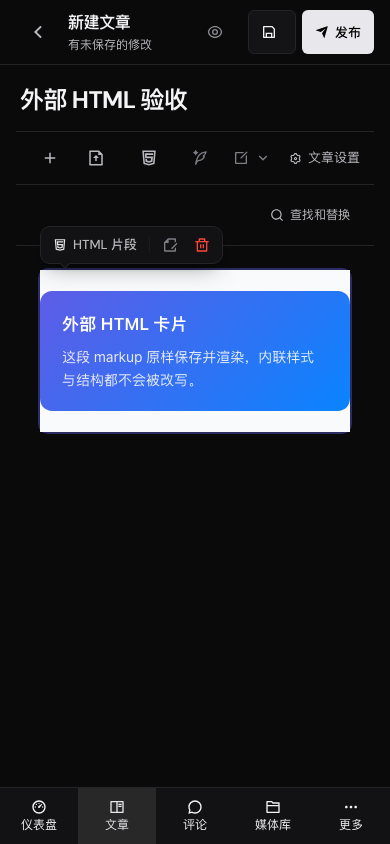 新建文章
有未保存的修改
发布
外部 HTML 验收
文章设置
查找和替换
HTML 片段
外部 HTML 卡片
这段 markup 原样保存并渲染，内联样式
与结构都不会被改写。
仪表盘
文章
评论
媒体库
更多